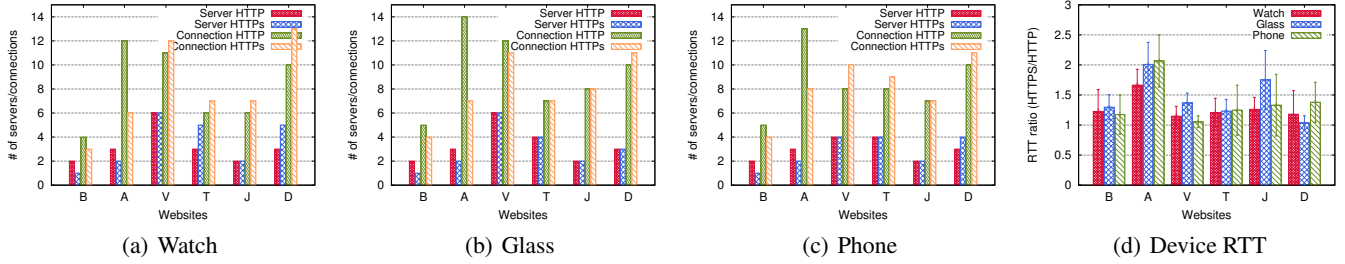 # of servers/connections
14
12
10
8
6
4
2
0
Server HTTP
Server HTTPs
Connection HTTP
Connection HTTPs
B A V T J D
Websites
(a) Watch
# of servers/connections
14
12
10
8
6
4
2
0
Server HTTP
Server HTTPs
Connection HTTP
Connection HTTPs
B A V T J D
Websites
(b) Glass
# of servers/connections
14
12
10
8
6
4
2
0
Server HTTP
Server HTTPs
Connection HTTP
Connection HTTPs
B A V T J D
Websites
(c) Phone
RTT ratio (HTTPS/HTTP)
3
2.5
2
1.5
1
0.5
0
Watch
Glass
Phone
B A V T J D
Websites
(d) Device RTT